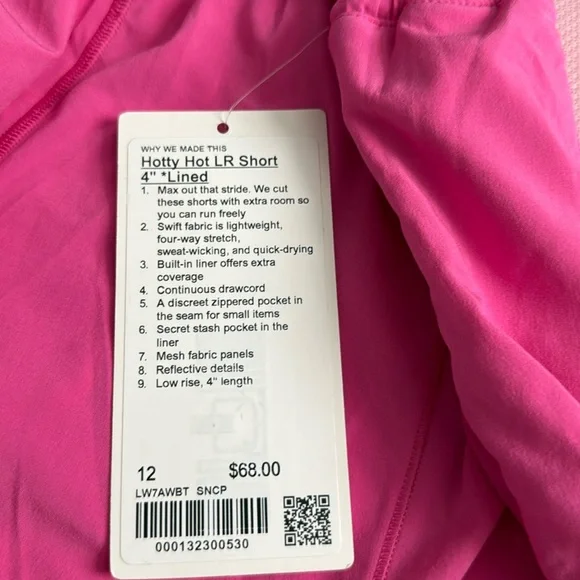 WHY WE MADE THIS
Hotty Hot LR Short
4" *Lined
1. Max out that stride. We cut
these shorts with extra room so
you can run freely
2. Swift fabric is lightweight,
four-way stretch,
sweat-wicking, and quick-drying
3. Built-in liner offers extra
coverage
4. Continuous drawcord
5. A discreet zippered pocket in
the seam for small items
6. Secret stash pocket in the
liner
7. Mesh fabric panels
8. Reflective details
9. Low rise, 4" length
12 $68.00
LW7AWBT SNCP
000132300530